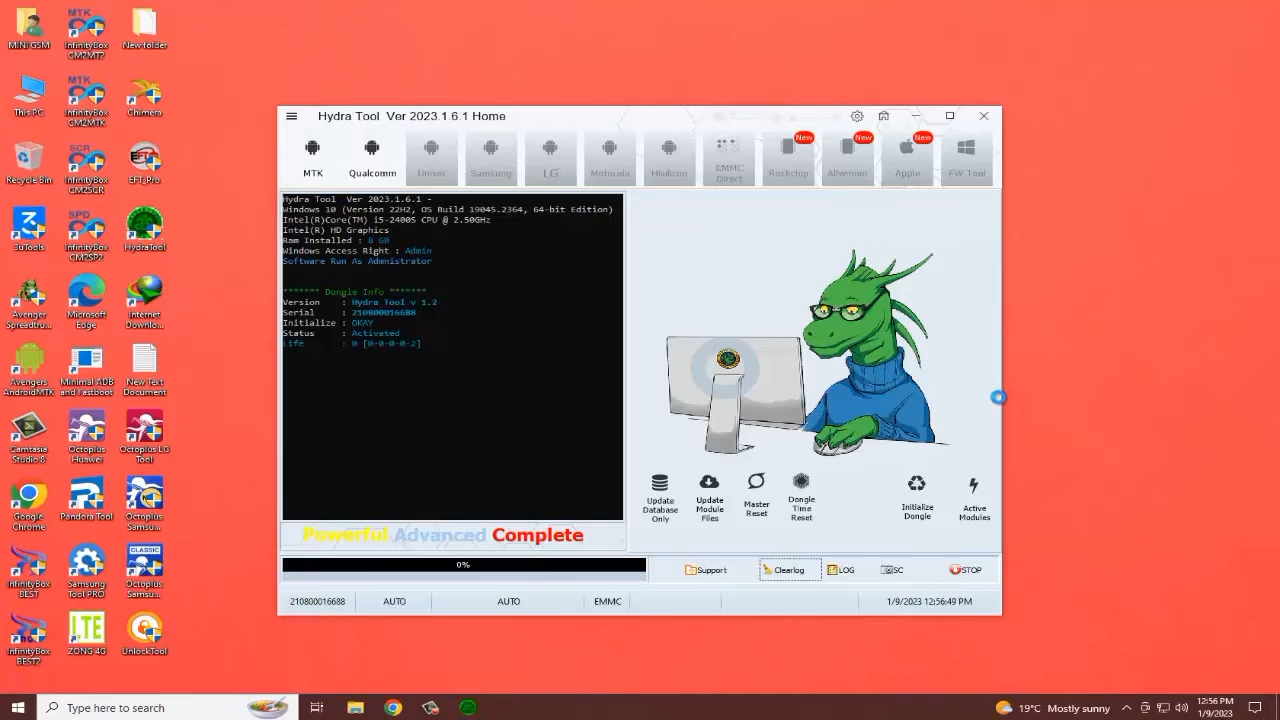 MINI GSM
MTK
InfinityBox
CM2MT2
New folder
This PC
MTK
InfinityBox
CM2MTK
Chimera
Recycle Bin
SCR
InfinityBox
CM2SCR
EFT_Pro
3uTools
SPD
InfinityBox
CM2SP2
HydraTool
Avenger
Spreadtru...
Microsoft
Edge
Internet
Downlo...
Avengers
AndroidMTK
Minimal ADB
and Fastboot
New Text
Document
Camtasia
Studio 8
Octoplus
Huawei
Octoplus LG
Tool
Google
Chrome
Pandora Tool
Octoplus
Samsu...
InfinityBox
BEST
Samsung
Tool PRO
CLASSIC
Octoplus
Samsu...
InfinityBox
BEST2
LTE
ZONG 4G
UnlockTool
Hydra Tool Ver 2023.1.6.1 Home
MTK
Qualcomm
Unisoc
Samsung
LG
Motorola
Hisilicon
EMMC
Direct
New
Rockchip
New
Allwinner
New
Apple
FW Tool
Hydra Tool Ver 2023.1.6.1 -
Windows 10 (Version 22H2, OS Build 19045.2364, 64-bit Edition)
Intel(R)Core(TM) i5-2400S CPU @ 2.50GHz
Intel(R) HD Graphics
Ram Installed : 8 GB
Windows Access Right : Admin
Software Run As Admnistrator
******* Dongle Info *******
Version : Hydra Tool v 1.2
Serial : 210800016688
Initialize : OKAY
Status : Activated
Life : 0 [0-0-0-0-2]
Update
Database
Only
Update
Module
Files
Master
Reset
Dongle
Time
Reset
Initialize
Dongle
Active
Modules
Powerful Advanced Complete
0%
Support
Clearlog
LOG
SC
STOP
210800016688
AUTO
AUTO
EMMC
1/9/2023 12:56:49 PM
Type here to search
19°C Mostly sunny
12:56 PM
1/9/2023